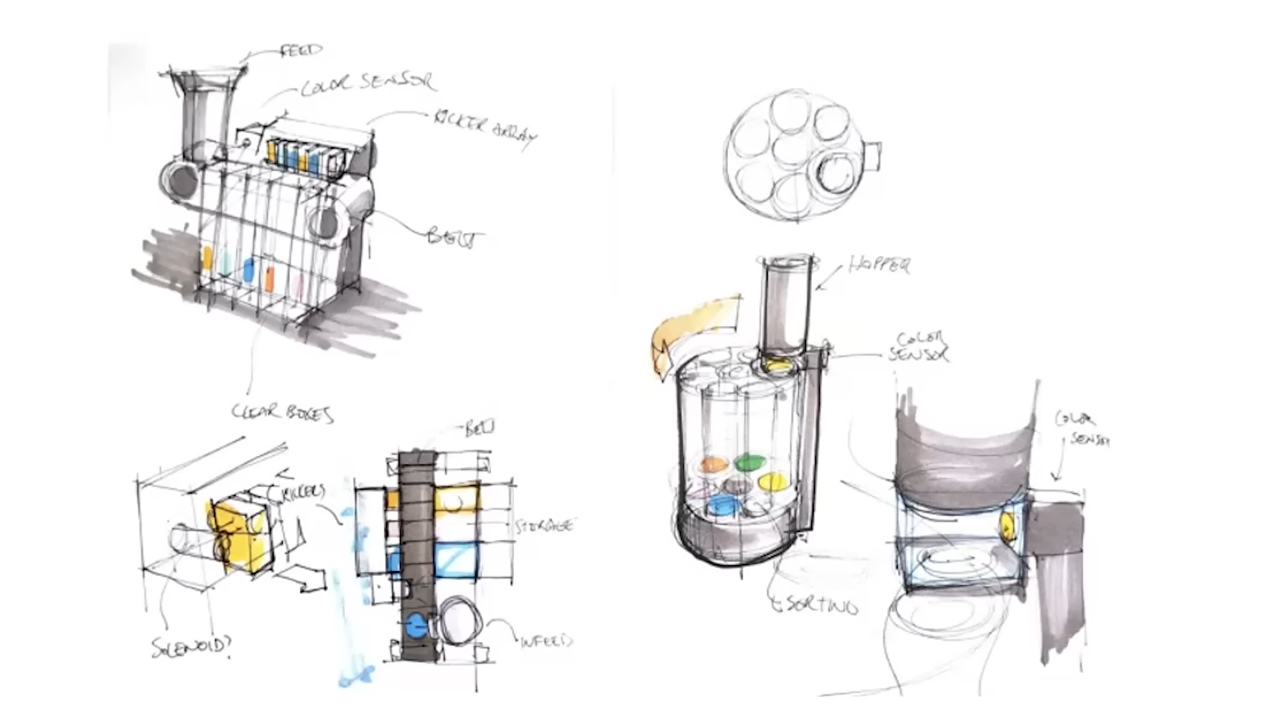 FEED
COLOR SENSOR
KICKER ARRAY
BELT
CLEAR BOXES
BELT
KICKERS
STORAGE
SOLENOID?
INFEED
HOPPER
COLOR
SENSOR
COLOR
SENSOR
SORTING